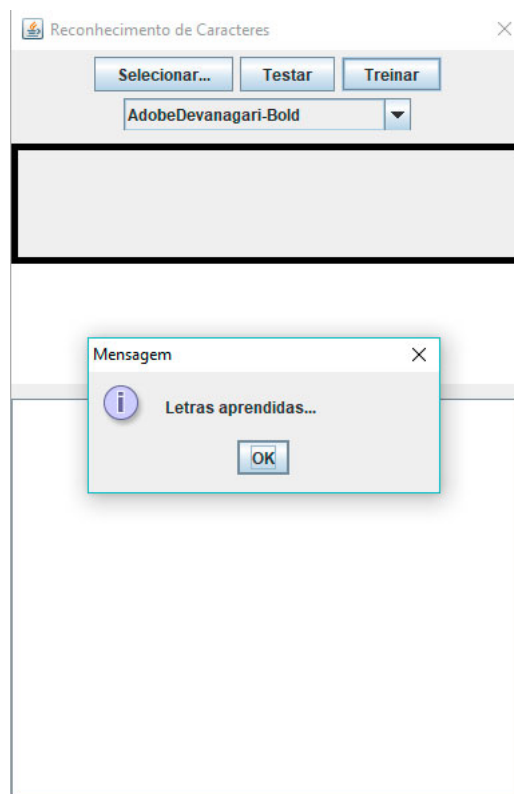 Reconhecimento de Caracteres
Selecionar... Testar Treinar
AdobeDevanagari-Bold
Mensagem
Letras aprendidas...
OK